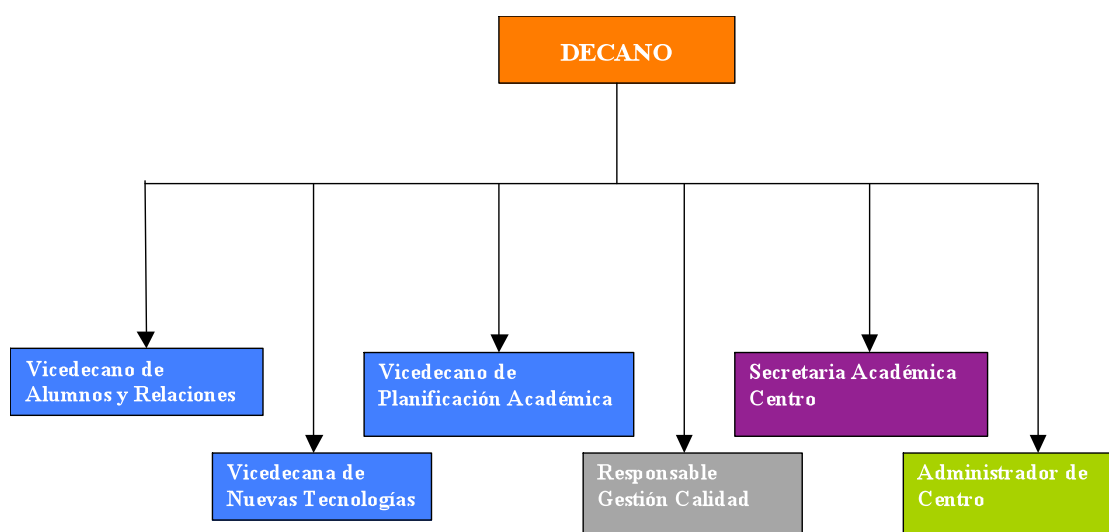 DECANO
Vicedecano de
Alumnos y Relaciones
Vicedecano de
Planificación Académica
Secretaria Académica
Centro
Vicedecana de
Nuevas Tecnologías
Responsable
Gestión Calidad
Administrador de
Centro